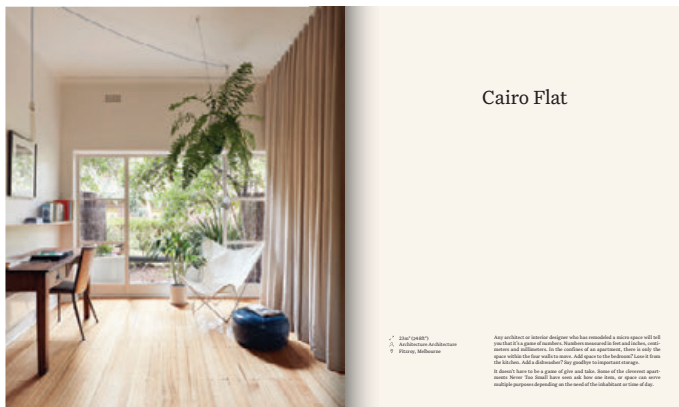 Cairo Flat
23m² (248ft²)
Architecture Architecture
Fitzroy, Melbourne
Any architect or interior designer who has remodeled a micro space will tell
you that it's a game of numbers. Numbers measured in feet and inches, centi-
meters and millimeters. In the confines of an apartment, there is only the
space within the four walls to move. Add space to the bedroom? Lose it from
the kitchen. Add a dishwasher? Say goodbye to important storage.
It doesn't have to be a game of give and take. Some of the cleverest apart-
ments Never Too Small have seen ask how one item, or space can serve
multiple purposes depending on the need of the inhabitant or time of day.